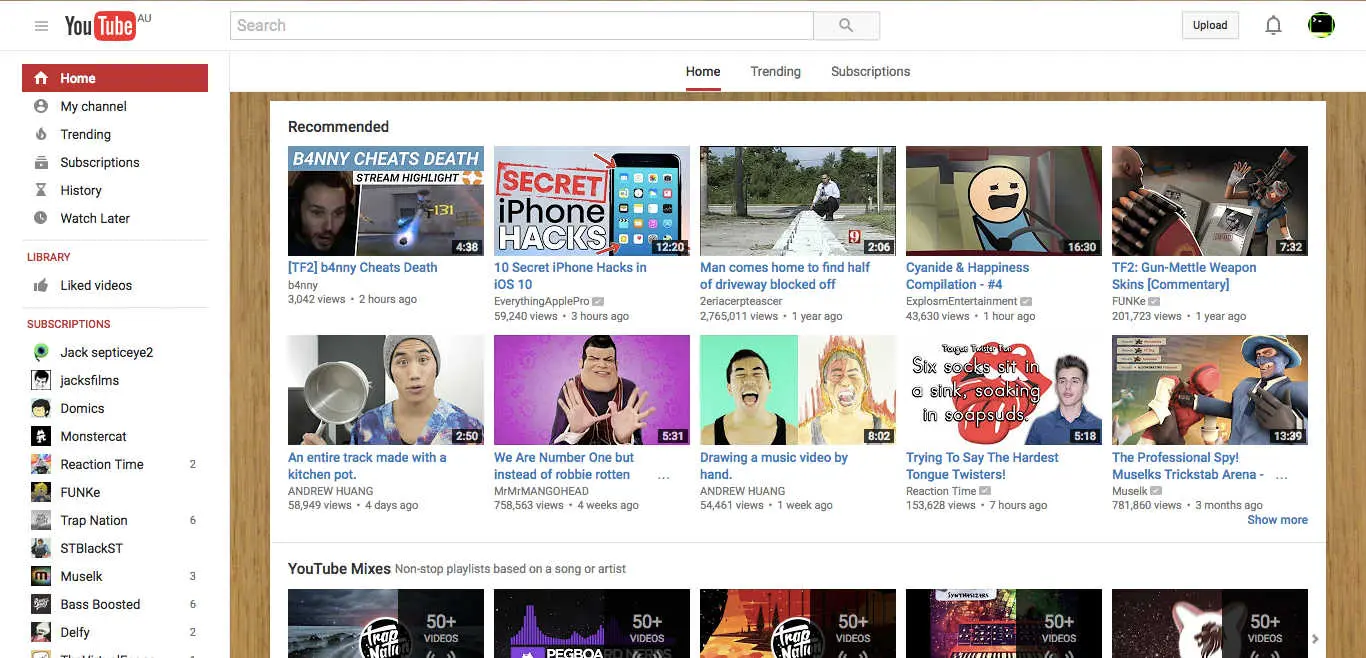 YouTube AU
Search
Upload
Home
My channel
Trending
Subscriptions
History
Watch Later
LIBRARY
Liked videos
SUBSCRIPTIONS
Jack septiceye2
jacksfilms
Domics
Monstercat
Reaction Time 2
FUNKe
Trap Nation 6
STBlackST
Muselk 3
Bass Boosted 6
Delfy 2
Home Trending Subscriptions
Recommended
B4NNY CHEATS DEATH
STREAM HIGHLIGHT
-131
4:38
[TF2] b4nny Cheats Death
b4nny
3,042 views • 2 hours ago
SECRET
iPhone
HACKS
12:20
10 Secret iPhone Hacks in
iOS 10
EverythingApplePro
59,240 views • 3 hours ago
9
2:06
Man comes home to find half
of driveway blocked off
2eriacerpteascer
2,765,011 views • 1 year ago
16:30
Cyanide & Happiness
Compilation - #4
ExplosmEntertainment
43,630 views • 1 hour ago
7:32
TF2: Gun-Mettle Weapon
Skins [Commentary]
FUNKe
201,723 views • 1 year ago
2:50
An entire track made with a
kitchen pot.
ANDREW HUANG
58,949 views • 4 days ago
5:31
We Are Number One but
instead of robbie rotten ...
MrMrMANGOHEAD
758,563 views • 4 weeks ago
8:02
Drawing a music video by
hand.
ANDREW HUANG
54,461 views • 1 week ago
Tongue Twister Fun
Six socks sit in
a sink, soaking
in soapsuds.
5:18
Trying To Say The Hardest
Tongue Twisters!
Reaction Time
153,628 views • 7 hours ago
13:39
The Professional Spy!
Muselks Trickstab Arena - ...
Muselk
781,860 views • 3 months ago
Show more
YouTube Mixes Non-stop playlists based on a song or artist
Trap
Nation
50+
VIDEOS
PEGBOARD NERDS
50+
VIDEOS
Trap
Nation
50+
VIDEOS
SYNTHESIZERS
50+
VIDEOS
50+
VIDEOS